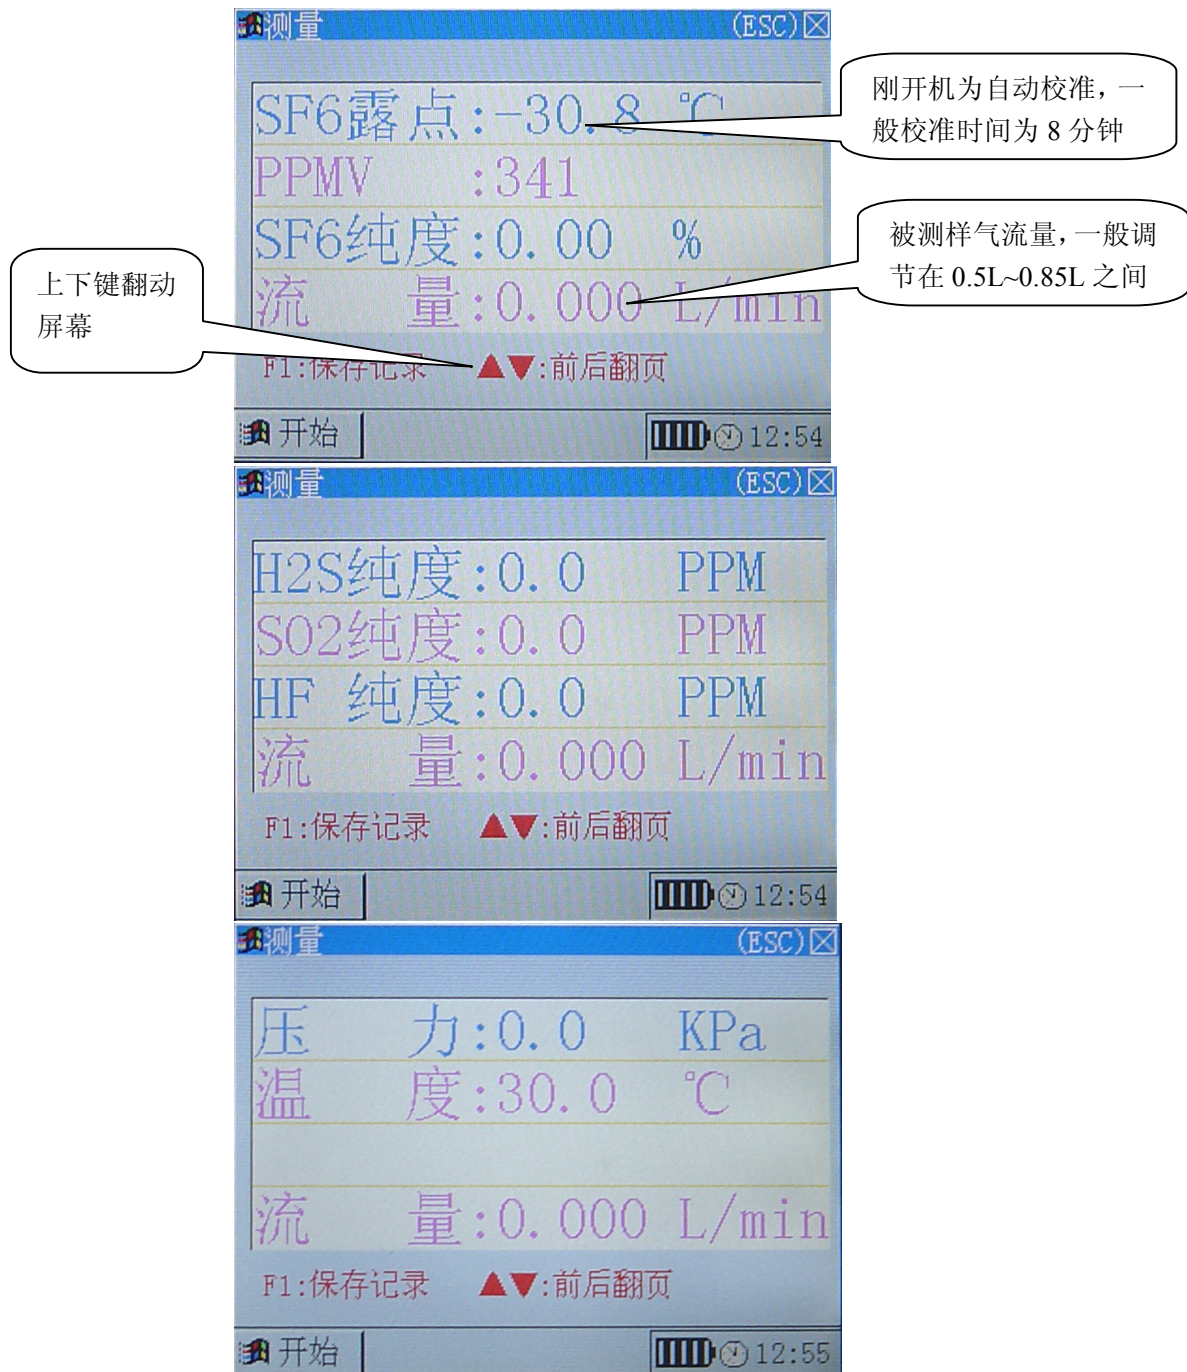 测量 (ESC)
SF6露点:-30.8 ℃
PPMV :341
SF6纯度:0.00 %
流 量:0.000 L/min
F1:保存记录 ▲▼:前后翻页
开始 12:54
刚开机为自动校准，一
般校准时间为 8 分钟
被测样气流量，一般调
节在 0.5L~0.85L 之间
上下键翻动
屏幕
测量 (ESC)
H2S纯度:0.0 PPM
SO2纯度:0.0 PPM
HF 纯度:0.0 PPM
流 量:0.000 L/min
F1:保存记录 ▲▼:前后翻页
开始 12:54
测量 (ESC)
压 力:0.0 KPa
温 度:30.0 ℃
流 量:0.000 L/min
F1:保存记录 ▲▼:前后翻页
开始 12:55